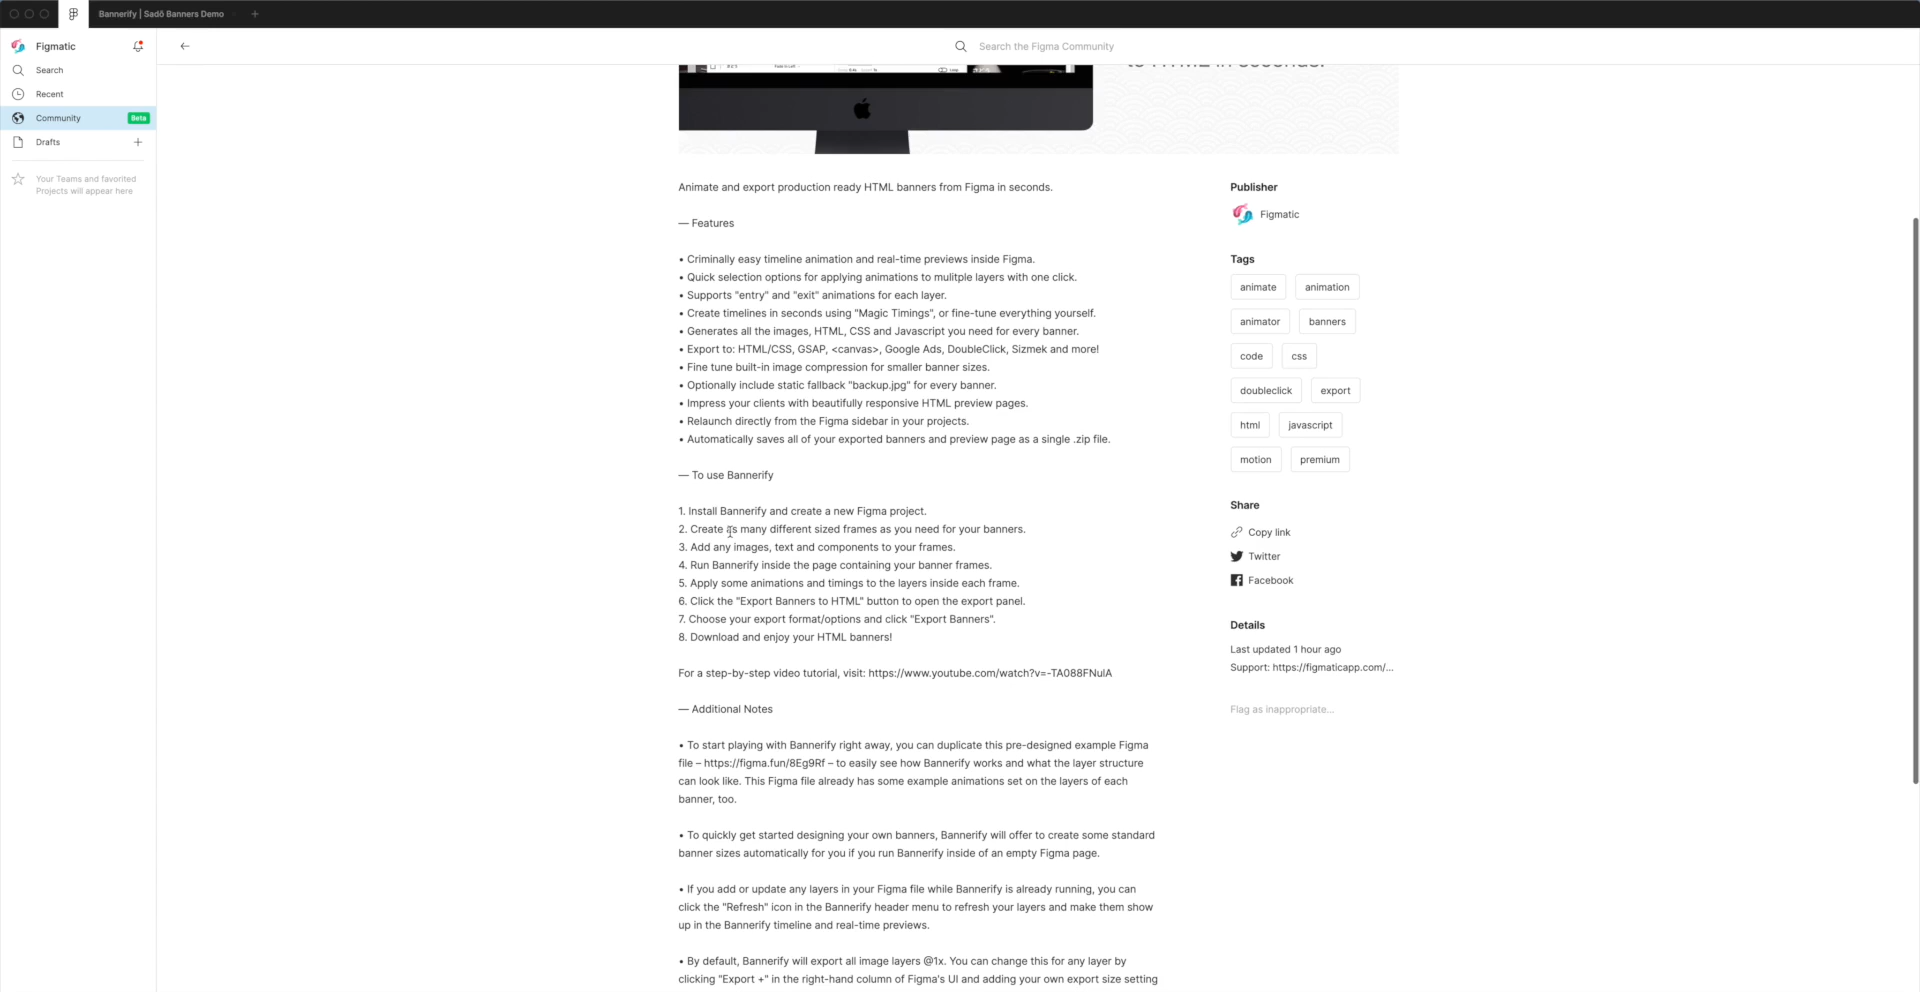 Bannerify | Sadō Banners Demo
Figmatic
Search
Recent
Community
Beta
Drafts
Your Teams and favorited
Projects will appear here
Search the Figma Community
to HTML in seconds.
Animate and export production ready HTML banners from Figma in seconds.
— Features
• Criminally easy timeline animation and real-time previews inside Figma.
• Quick selection options for applying animations to mulitple layers with one click.
• Supports "entry" and "exit" animations for each layer.
• Create timelines in seconds using "Magic Timings", or fine-tune everything yourself.
• Generates all the images, HTML, CSS and Javascript you need for every banner.
• Export to: HTML/CSS, GSAP, <canvas>, Google Ads, DoubleClick, Sizmek and more!
• Fine tune built-in image compression for smaller banner sizes.
• Optionally include static fallback "backup.jpg" for every banner.
• Impress your clients with beautifully responsive HTML preview pages.
• Relaunch directly from the Figma sidebar in your projects.
• Automatically saves all of your exported banners and preview page as a single .zip file.
— To use Bannerify
1. Install Bannerify and create a new Figma project.
2. Create as many different sized frames as you need for your banners.
3. Add any images, text and components to your frames.
4. Run Bannerify inside the page containing your banner frames.
5. Apply some animations and timings to the layers inside each frame.
6. Click the "Export Banners to HTML" button to open the export panel.
7. Choose your export format/options and click "Export Banners".
8. Download and enjoy your HTML banners!
For a step-by-step video tutorial, visit: https://www.youtube.com/watch?v=-TA088FNulA
— Additional Notes
• To start playing with Bannerify right away, you can duplicate this pre-designed example Figma
file – https://figma.fun/8Eg9Rf – to easily see how Bannerify works and what the layer structure
can look like. This Figma file already has some example animations set on the layers of each
banner, too.
• To quickly get started designing your own banners, Bannerify will offer to create some standard
banner sizes automatically for you if you run Bannerify inside of an empty Figma page.
• If you add or update any layers in your Figma file while Bannerify is already running, you can
click the "Refresh" icon in the Bannerify header menu to refresh your layers and make them show
up in the Bannerify timeline and real-time previews.
• By default, Bannerify will export all image layers @1x. You can change this for any layer by
clicking "Export +" in the right-hand column of Figma's UI and adding your own export size setting
Publisher
Figmatic
Tags
animate animation
animator banners
code css
doubleclick export
html javascript
motion premium
Share
Copy link
Twitter
Facebook
Details
Last updated 1 hour ago
Support: https://figmaticapp.com/...
Flag as inappropriate...